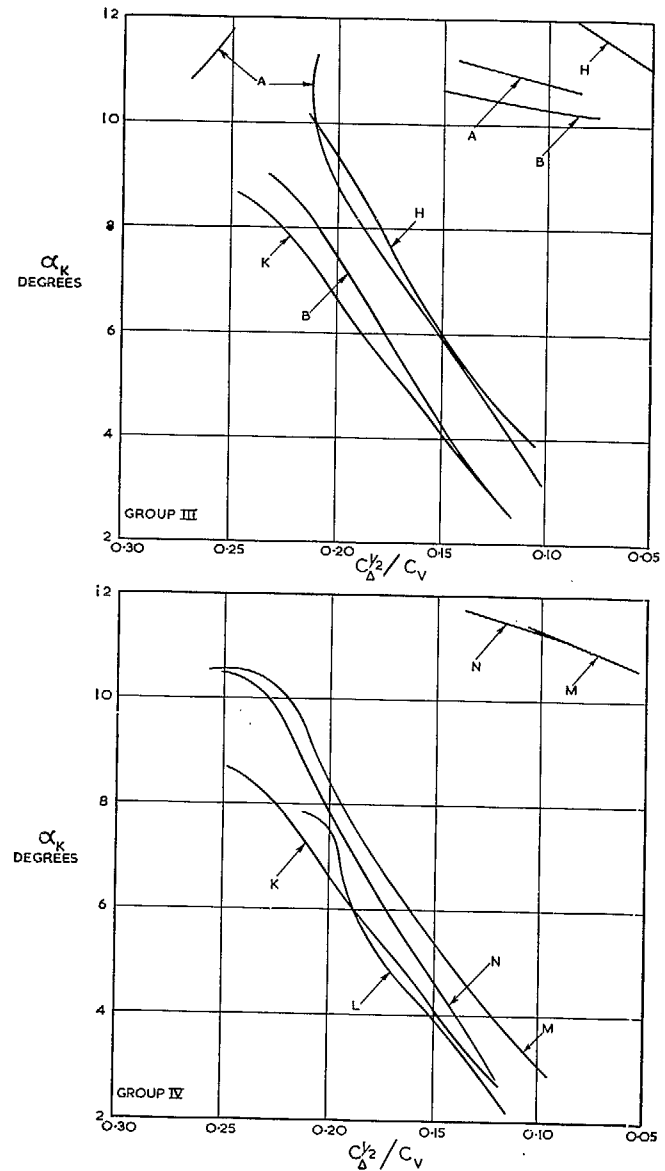 12
A
H
A
B
10
H
8
K
α_K
DEGREES
B
6
4
GROUP III
2
0·30 0·25 0·20 0·15 0·10 0·05
C_Δ^½ / C_V
12
N
M
10
8
α_K
DEGREES
K
6
N
L
4
M
GROUP IV
2
0·30 0·25 0·20 0·15 0·10 0·05
C_Δ^½ / C_V